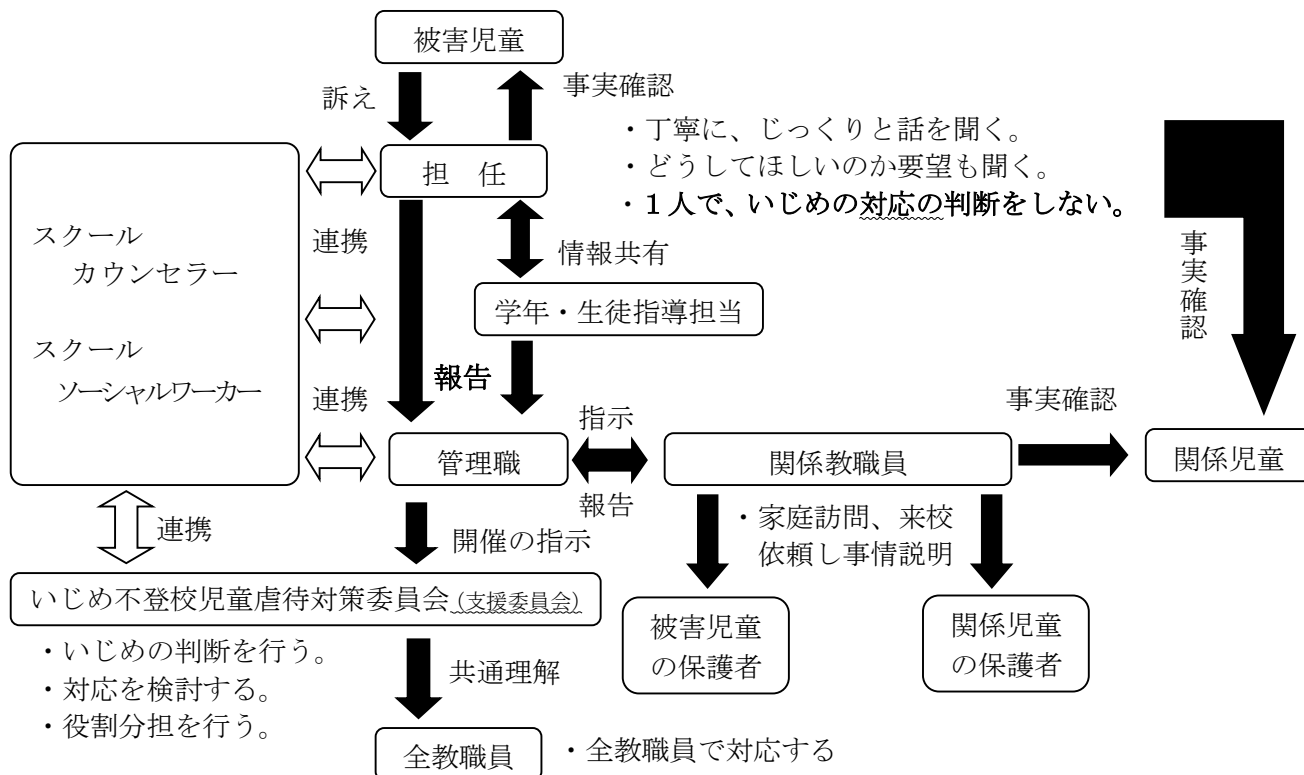 被害児童
訴え
事実確認
・丁寧に、じっくりと話を聞く。
・どうしてほしいのか要望も聞く。
・１人で、いじめの対応の判断をしない。
担　任
スクール
カウンセラー
スクール
ソーシャルワーカー
連携
情報共有
学年・生徒指導担当
事実確認
連携
報告
管理職
指示
報告
関係教職員
事実確認
関係児童
連携
開催の指示
・家庭訪問、来校
依頼し事情説明
いじめ不登校児童虐待対策委員会（支援委員会）
・いじめの判断を行う。
・対応を検討する。
・役割分担を行う。
共通理解
被害児童
の保護者
関係児童
の保護者
全教職員
・全教職員で対応する